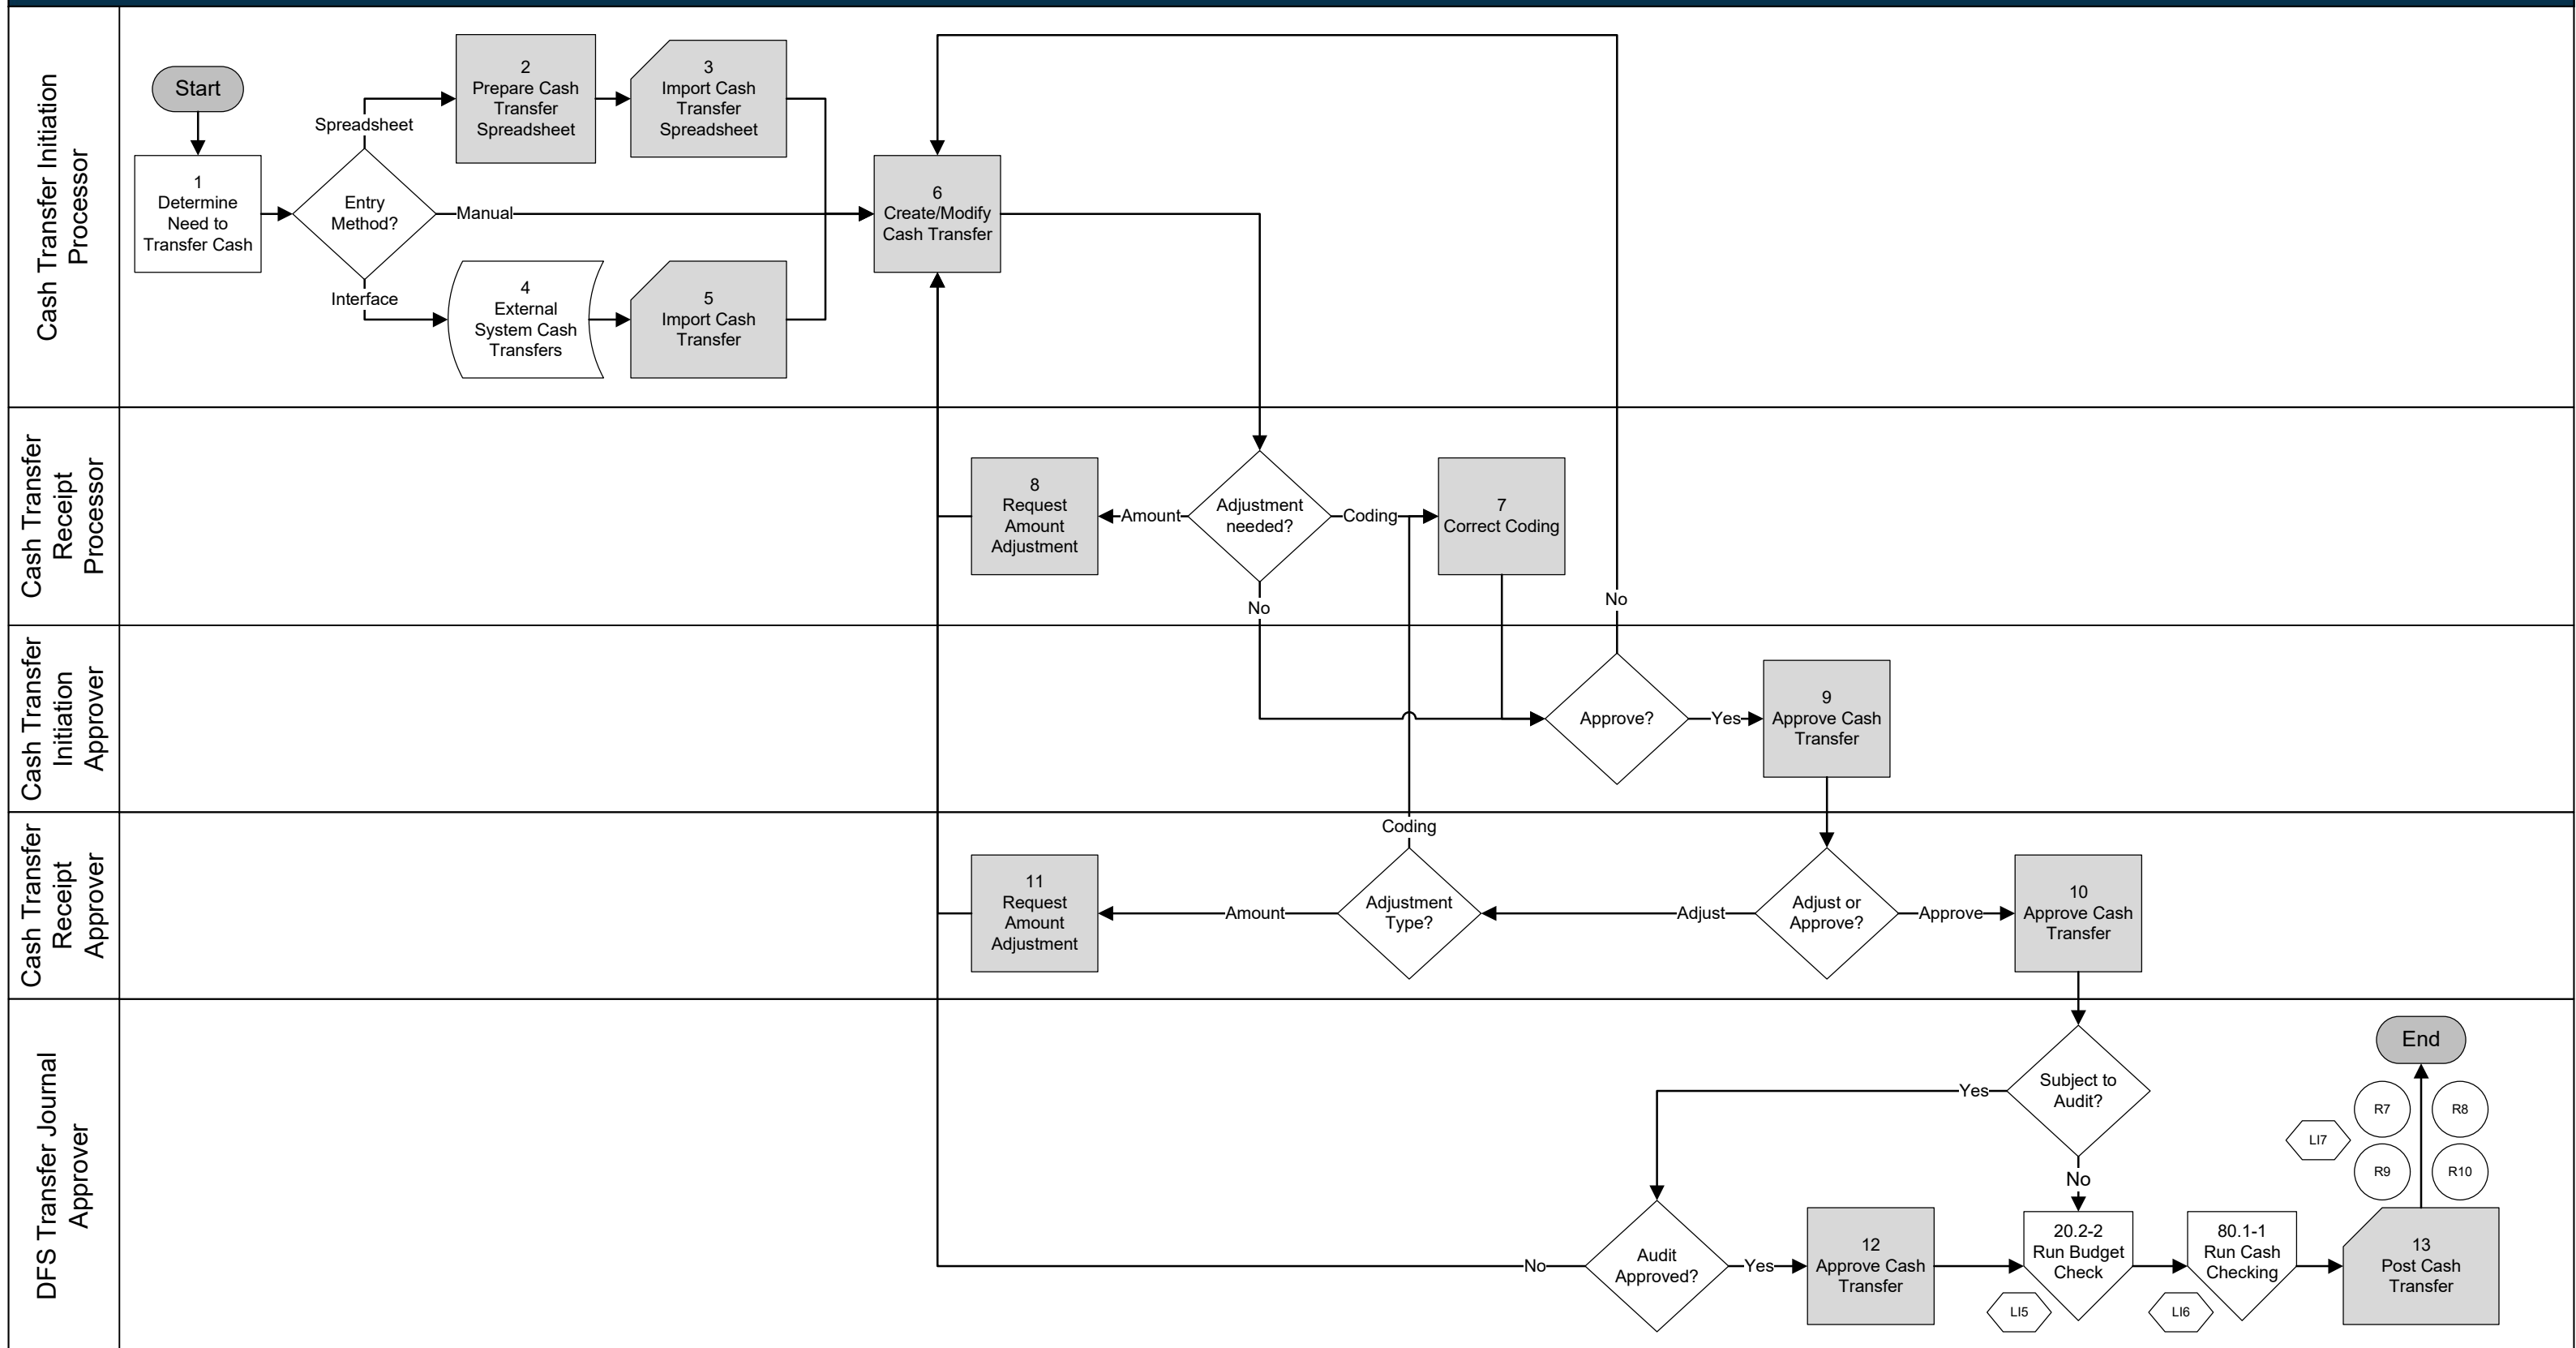 Cash Transfer Initiation
Processor
Start
1
Determine
Need to
Transfer Cash
Entry
Method?
Spreadsheet
Manual
Interface
2
Prepare Cash
Transfer
Spreadsheet
3
Import Cash
Transfer
Spreadsheet
4
External
System Cash
Transfers
5
Import Cash
Transfer
6
Create/Modify
Cash Transfer
Cash Transfer
Receipt
Processor
8
Request
Amount
Adjustment
Amount
Adjustment
needed?
Coding
7
Correct Coding
No
No
Cash Transfer
Initiation
Approver
Approve?
Yes
9
Approve Cash
Transfer
Cash Transfer
Receipt
Approver
Coding
11
Request
Amount
Adjustment
Amount
Adjustment
Type?
Adjust
Adjust or
Approve?
Approve
10
Approve Cash
Transfer
DFS Transfer Journal
Approver
Yes
Subject to
Audit?
No
No
Audit
Approved?
Yes
12
Approve Cash
Transfer
20.2-2
Run Budget
Check
LI5
80.1-1
Run Cash
Checking
LI6
13
Post Cash
Transfer
LI7
R7
R8
R9
R10
End